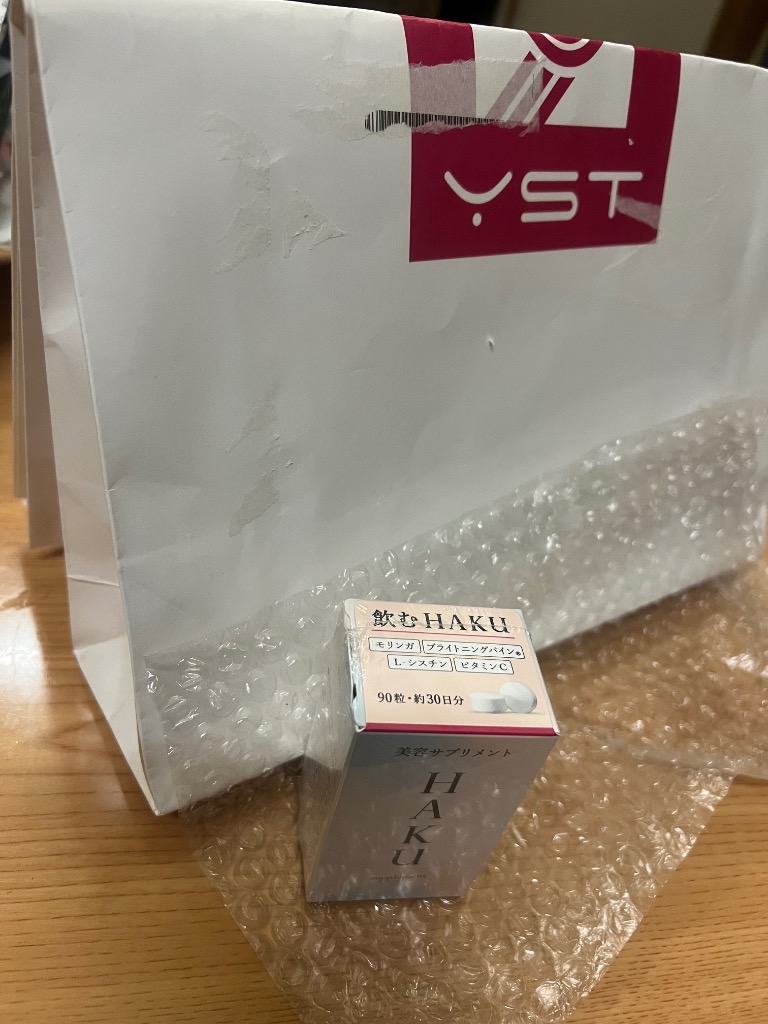 YST
飲むHAKU
モリンガ ブライトニングパイン®
L-シスチン ビタミンC
90粒・約30日分
美容サプリメント
HAKU